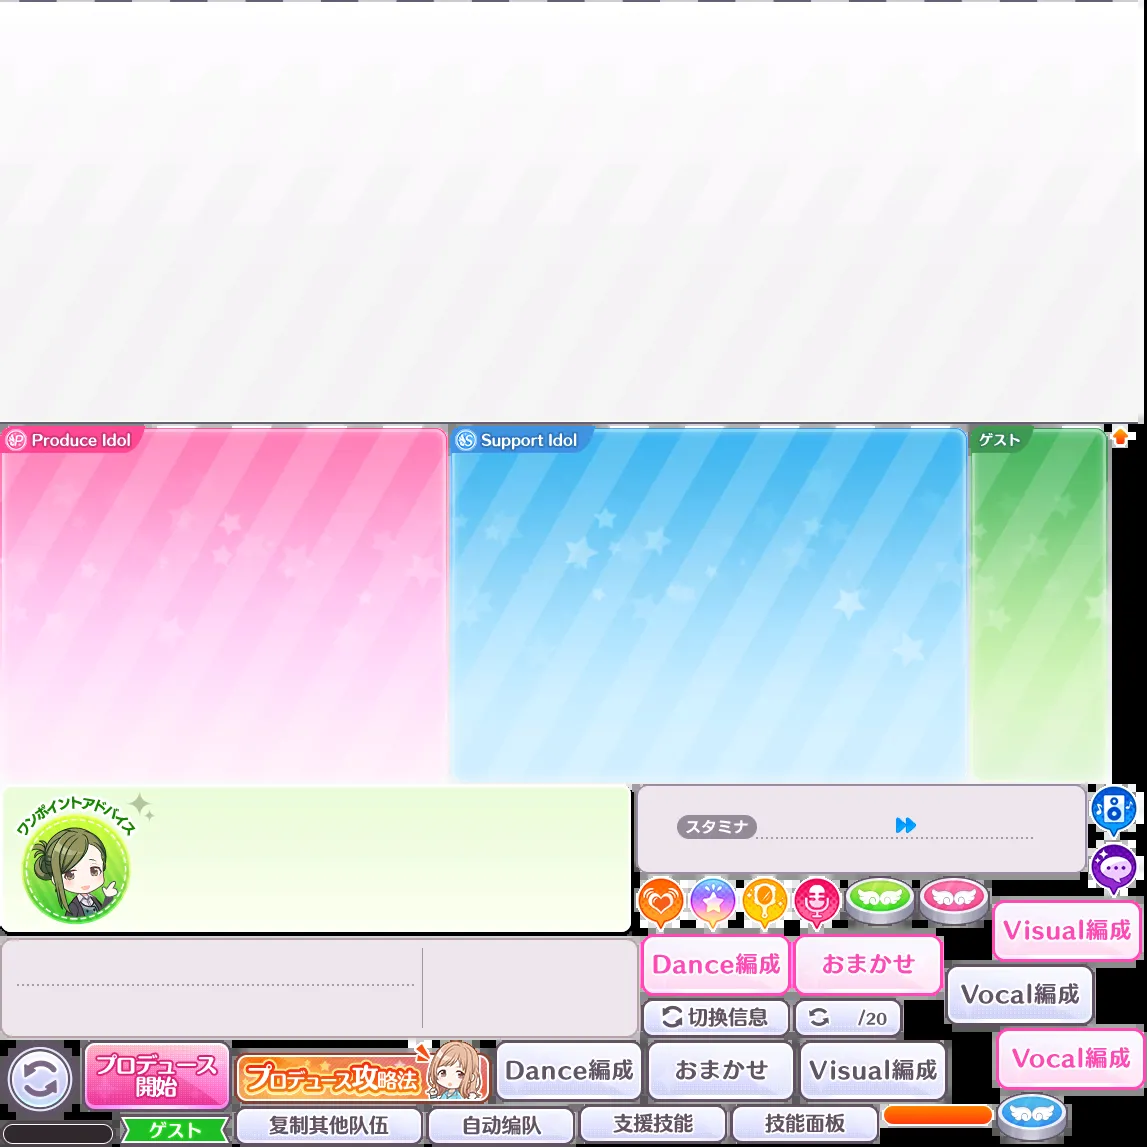 Produce Idol
Support Idol
ゲスト
ワンポイントアドバイス
スタミナ
Visual編成
Dance編成
おまかせ
Vocal編成
切换信息
/20
プロデュース
開始
プロデュース攻略法
Dance編成
おまかせ
Visual編成
Vocal編成
ゲスト
复制其他队伍
自动编队
支援技能
技能面板